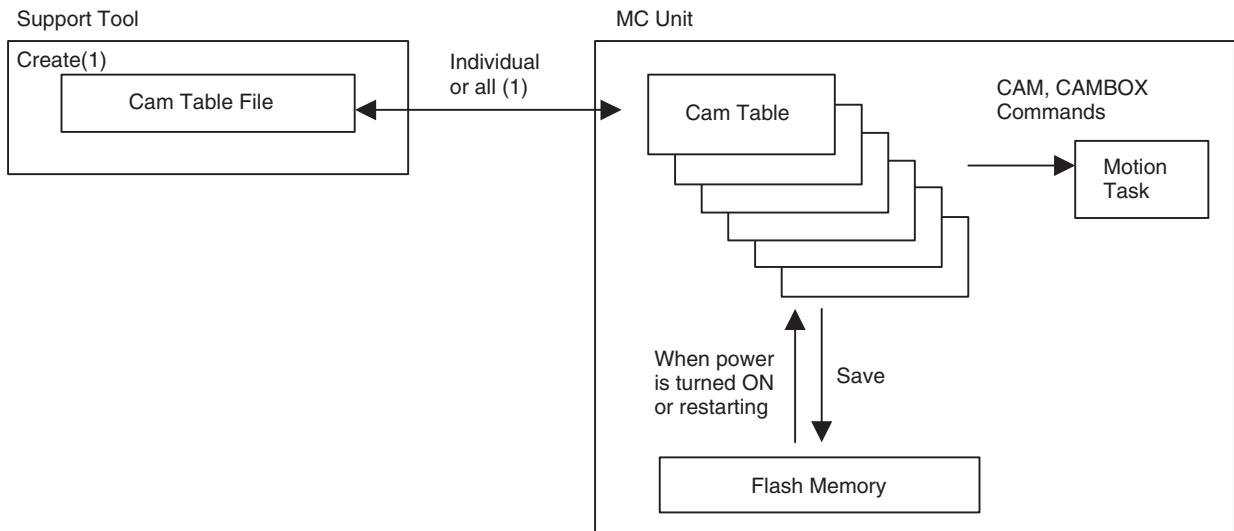 Support Tool
MC Unit
Create(1)
Cam Table File
Individual
or all (1)
Cam Table
CAM, CAMBOX
Commands
Motion
Task
When power
is turned ON
or restarting
Save
Flash Memory